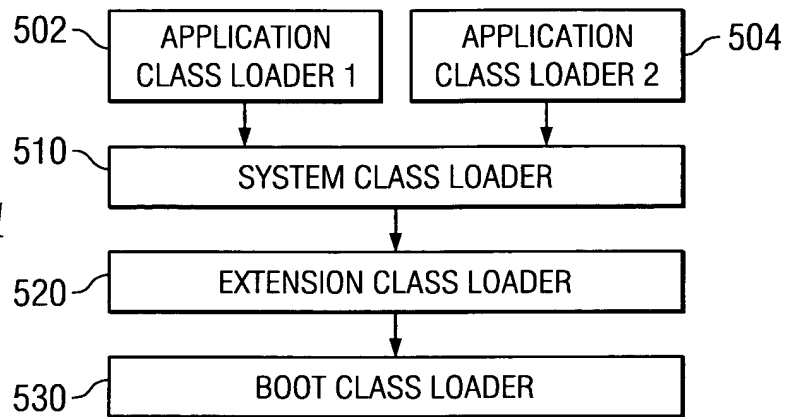 502
APPLICATION
CLASS LOADER 1
APPLICATION
CLASS LOADER 2
504
510
SYSTEM CLASS LOADER
520
EXTENSION CLASS LOADER
530
BOOT CLASS LOADER